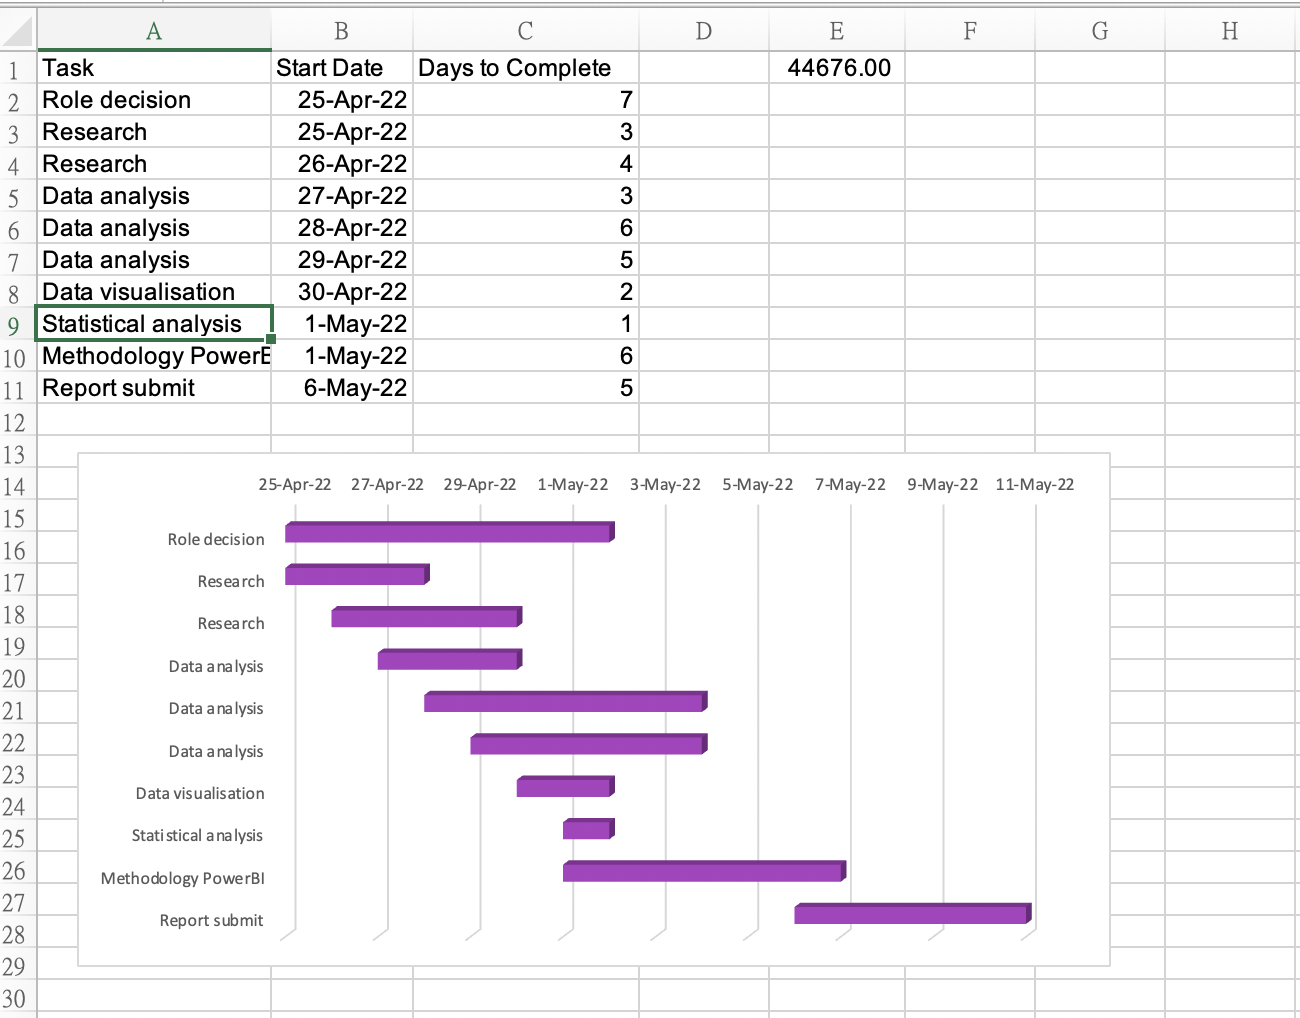 A B C D E F G H
1 Task Start Date Days to Complete 44676.00
2 Role decision 25-Apr-22 7
3 Research 25-Apr-22 3
4 Research 26-Apr-22 4
5 Data analysis 27-Apr-22 3
6 Data analysis 28-Apr-22 6
7 Data analysis 29-Apr-22 5
8 Data visualisation 30-Apr-22 2
9 Statistical analysis 1-May-22 1
10 Methodology PowerB 1-May-22 6
11 Report submit 6-May-22 5
12
13
14
15
16
17
18
19
20
21
22
23
24
25
26
27
28
29
30
25-Apr-22 27-Apr-22 29-Apr-22 1-May-22 3-May-22 5-May-22 7-May-22 9-May-22 11-May-22
Role decision
Research
Research
Data analysis
Data analysis
Data analysis
Data visualisation
Statistical analysis
Methodology PowerBI
Report submit